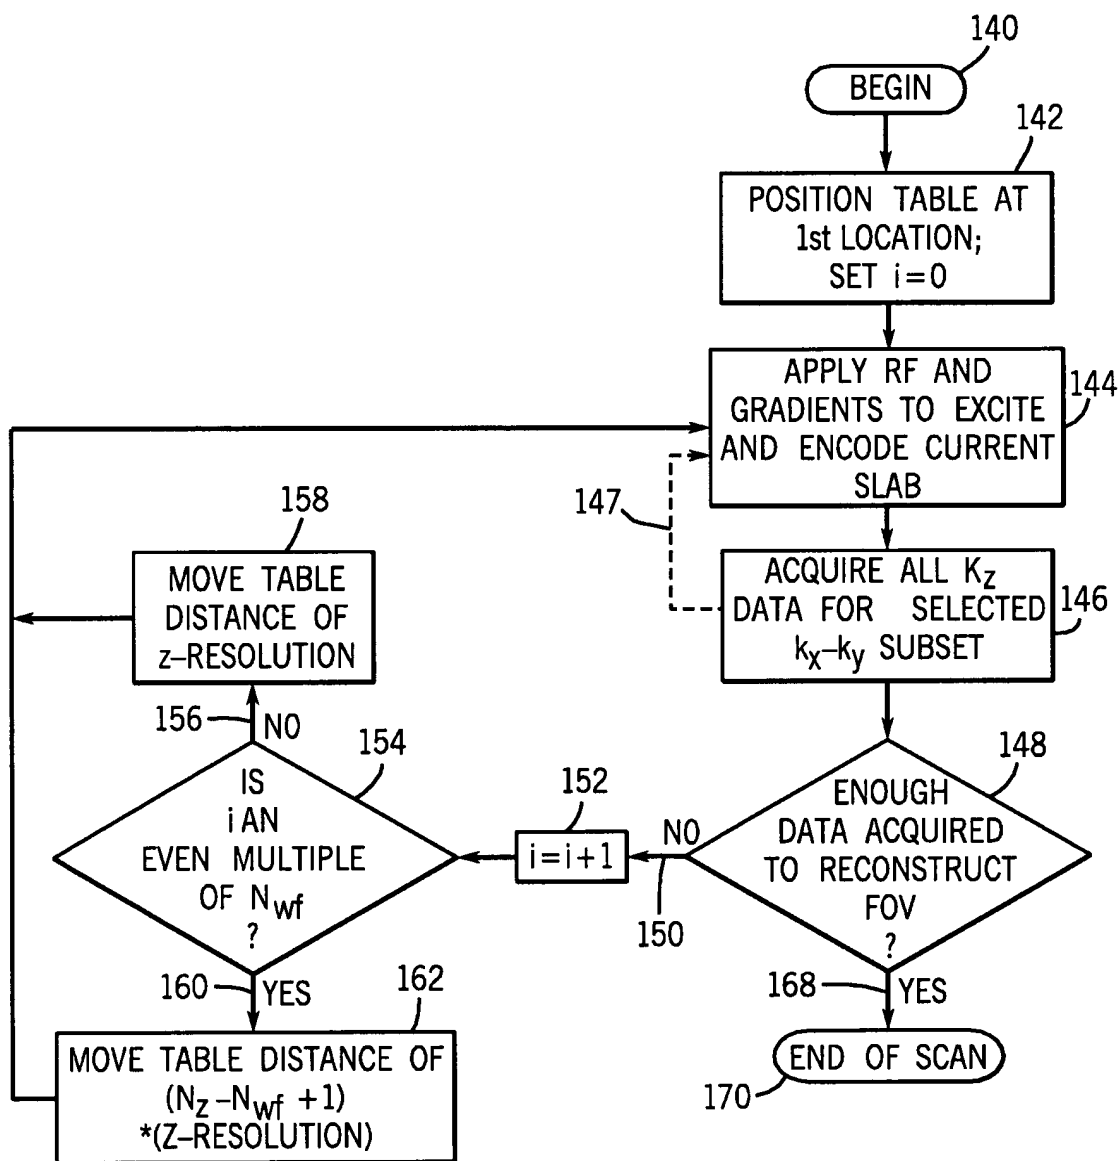 140
BEGIN
142
POSITION TABLE AT
1st LOCATION;
SET i=0
144
APPLY RF AND
GRADIENTS TO EXCITE
AND ENCODE CURRENT
SLAB
147
146
ACQUIRE ALL Kz
DATA FOR SELECTED
kx-ky SUBSET
148
ENOUGH
DATA ACQUIRED
TO RECONSTRUCT
FOV
?
NO
150
152
i=i+1
154
IS
i AN
EVEN MULTIPLE
OF Nwf
?
156
NO
158
MOVE TABLE
DISTANCE OF
z-RESOLUTION
160
YES
162
MOVE TABLE DISTANCE OF
(Nz-Nwf +1)
*(Z-RESOLUTION)
168
YES
END OF SCAN
170